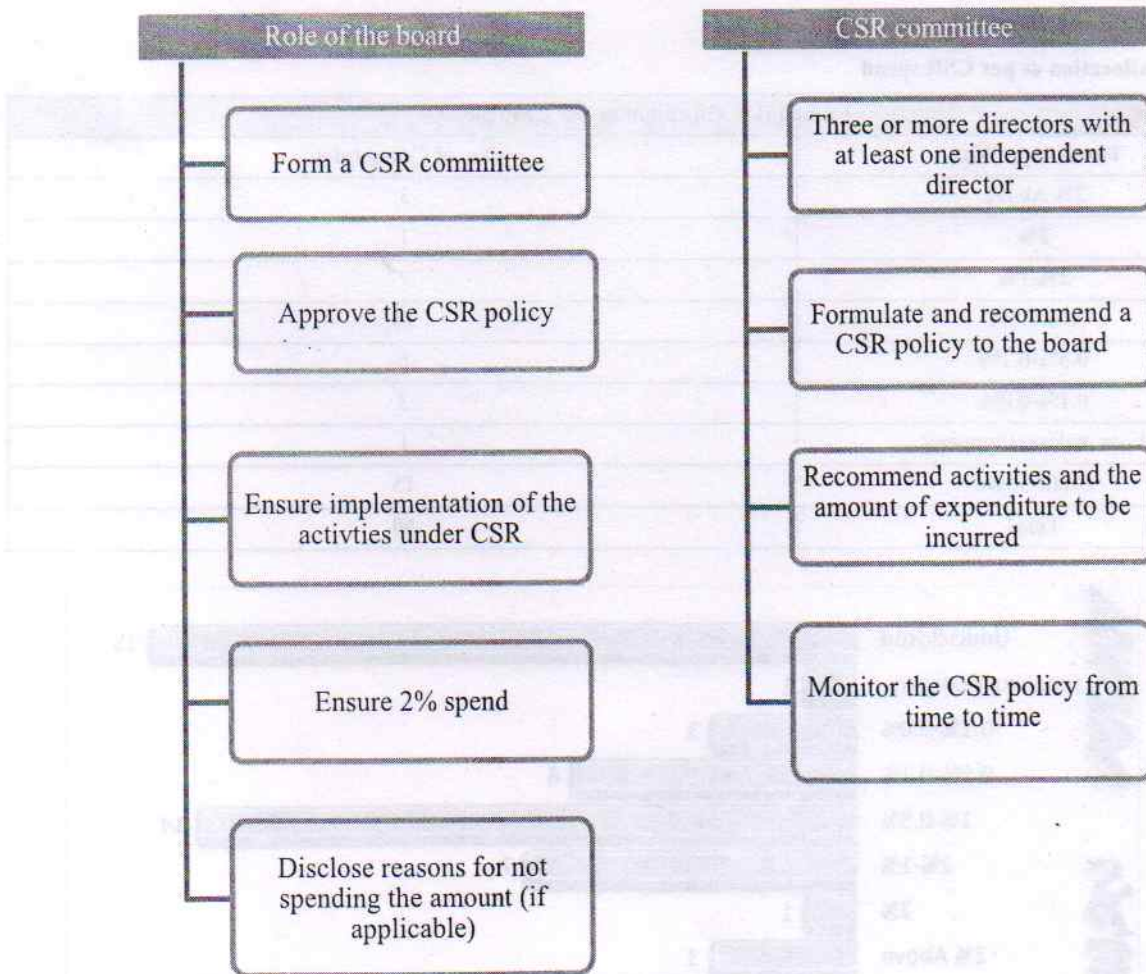 Role of the board
Form a CSR commiittee
Approve the CSR policy
Ensure implementation of the
activties under CSR
Ensure 2% spend
Disclose reasons for not
spending the amount (if
applicable)
CSR committee
Three or more directors with
at least one independent
director
Formulate and recommend a
CSR policy to the board
Recommend activities and the
amount of expenditure to be
incurred
Monitor the CSR policy from
time to time